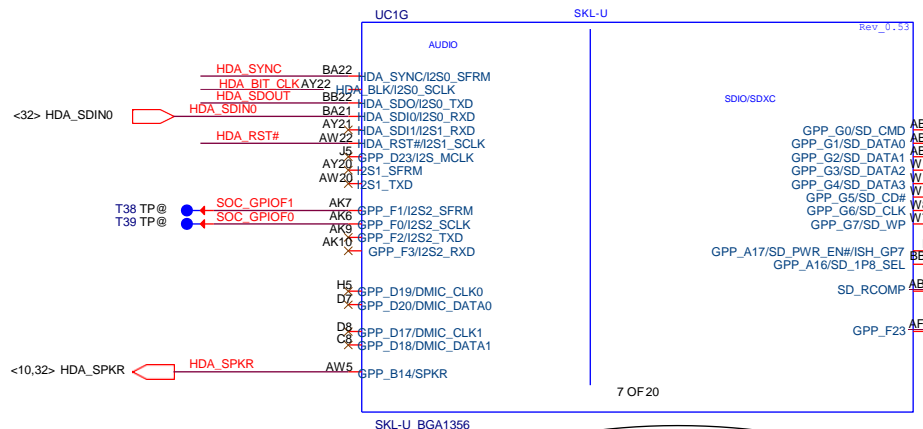 UC1G SKL-U
Rev_0.53
AUDIO
SDIO/SDXC
HDA_SYNC BA22 HDA_SYNC/I2S0_SFRM
HDA_BIT_CLK AY22 HDA_BLK/I2S0_SCLK
HDA_SDOUT BB22 HDA_SDO/I2S0_TXD
<32> HDA_SDIN0 HDA_SDIN0 BA21 HDA_SDI0/I2S0_RXD
AY21 HDA_SDI1/I2S1_RXD
HDA_RST# AW22 HDA_RST#/I2S1_SCLK
J5 GPP_D23/I2S_MCLK
AY20 I2S1_SFRM
AW20 I2S1_TXD
T38 TP@ SOC_GPIOF1 AK7 GPP_F1/I2S2_SFRM
T39 TP@ SOC_GPIOF0 AK6 GPP_F0/I2S2_SCLK
AK9 GPP_F2/I2S2_TXD
AK10 GPP_F3/I2S2_RXD
H5 GPP_D19/DMIC_CLK0
D7 GPP_D20/DMIC_DATA0
D8 GPP_D17/DMIC_CLK1
C8 GPP_D18/DMIC_DATA1
<10,32> HDA_SPKR HDA_SPKR AW5 GPP_B14/SPKR
GPP_G0/SD_CMD
GPP_G1/SD_DATA0
GPP_G2/SD_DATA1
GPP_G3/SD_DATA2
GPP_G4/SD_DATA3
GPP_G5/SD_CD#
GPP_G6/SD_CLK
GPP_G7/SD_WP
GPP_A17/SD_PWR_EN#/ISH_GP7
GPP_A16/SD_1P8_SEL
SD_RCOMP
GPP_F23
7 OF 20
SKL-U_BGA1356